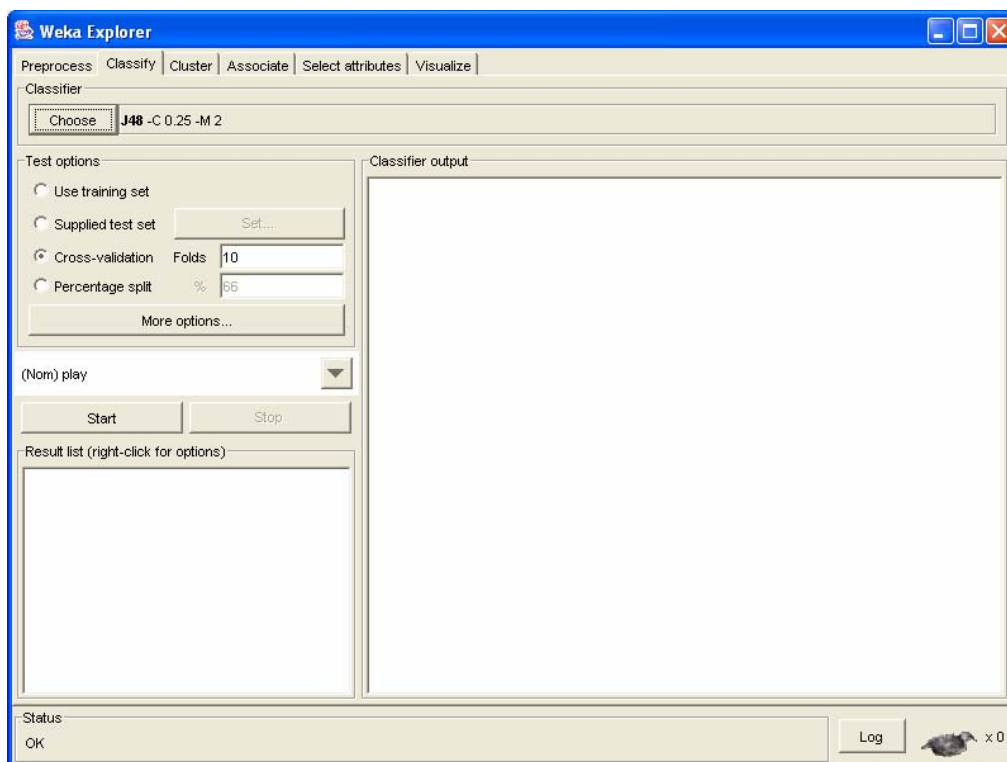 Weka Explorer
Preprocess Classify Cluster Associate Select attributes Visualize
Classifier
Choose J48 -C 0.25 -M 2
Test options
Use training set
Supplied test set Set...
Cross-validation Folds 10
Percentage split % 66
More options...
(Nom) play
Start Stop
Result list (right-click for options)
Classifier output
Status
OK
Log x 0